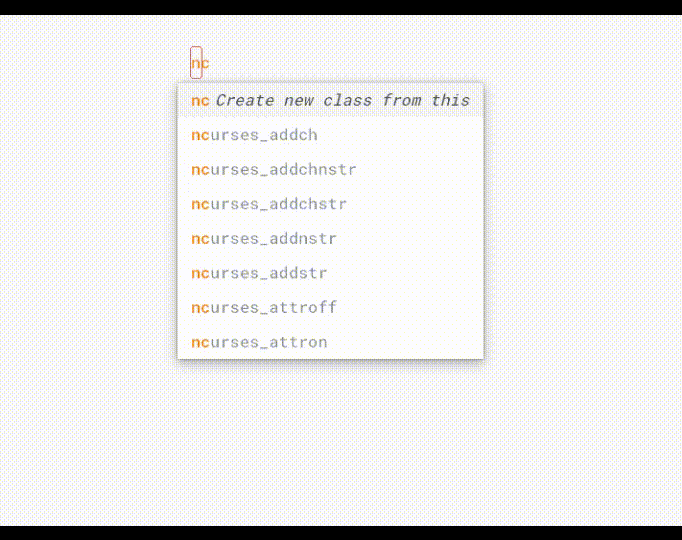 nc
nc Create new class from this
ncurses_addch
ncurses_addchnstr
ncurses_addchstr
ncurses_addnstr
ncurses_addstr
ncurses_attroff
ncurses_attron